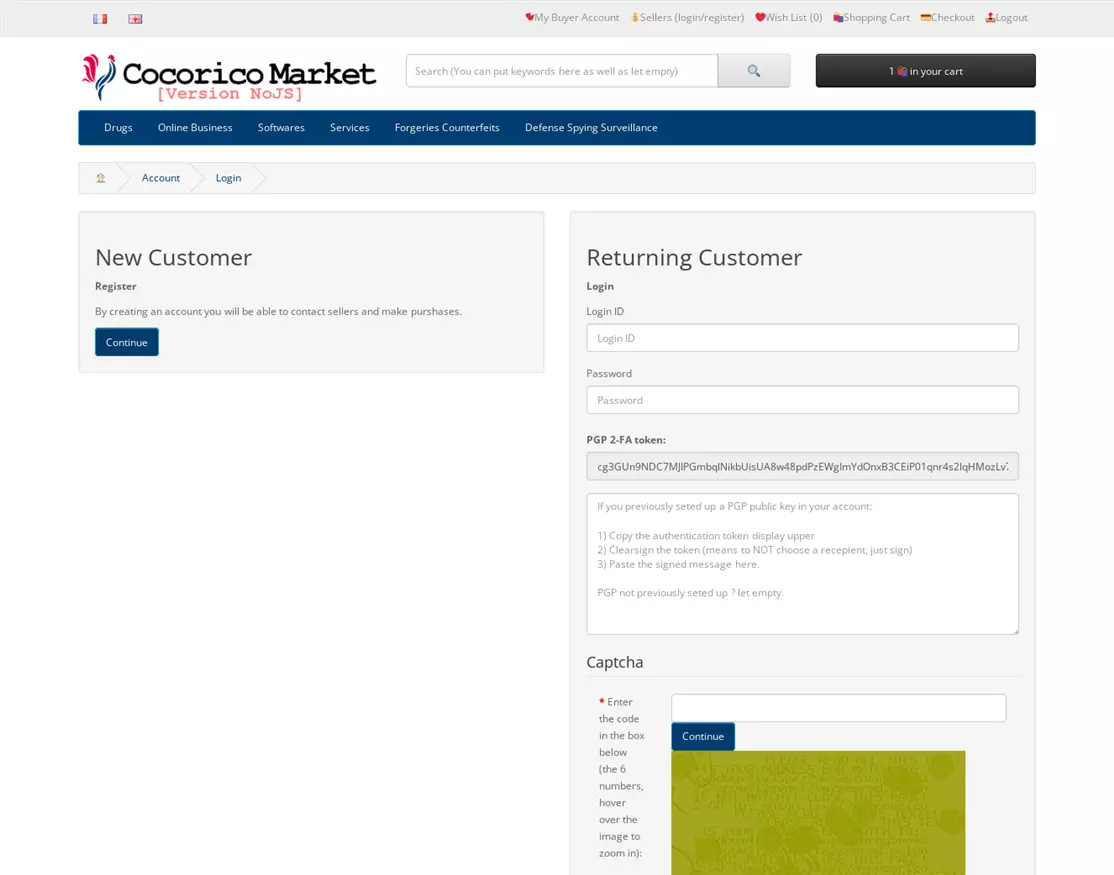 My Buyer Account Sellers (login/register) Wish List (0) Shopping Cart Checkout Logout
Cocorico Market
[Version NoJS]
Search (You can put keywords here as well as let empty)
1 in your cart
Drugs Online Business Softwares Services Forgeries Counterfeits Defense Spying Surveillance
Account Login
New Customer
Register
By creating an account you will be able to contact sellers and make purshases.
Continue
Returning Customer
Login
Login ID
Login ID
Password
Password
PGP 2-FA token:
If you previously seted up a PGP public key in your account:
1) Copy the authentication token display upper
2) Clearsign the token (means to NOT choose a recepient, just sign)
3) Paste the signed message here.
PGP not previously seted up ? let empty.
Captcha
* Enter
the code
in the box
below
(the 6
numbers,
hover
over the
image to
zoom in):
Continue